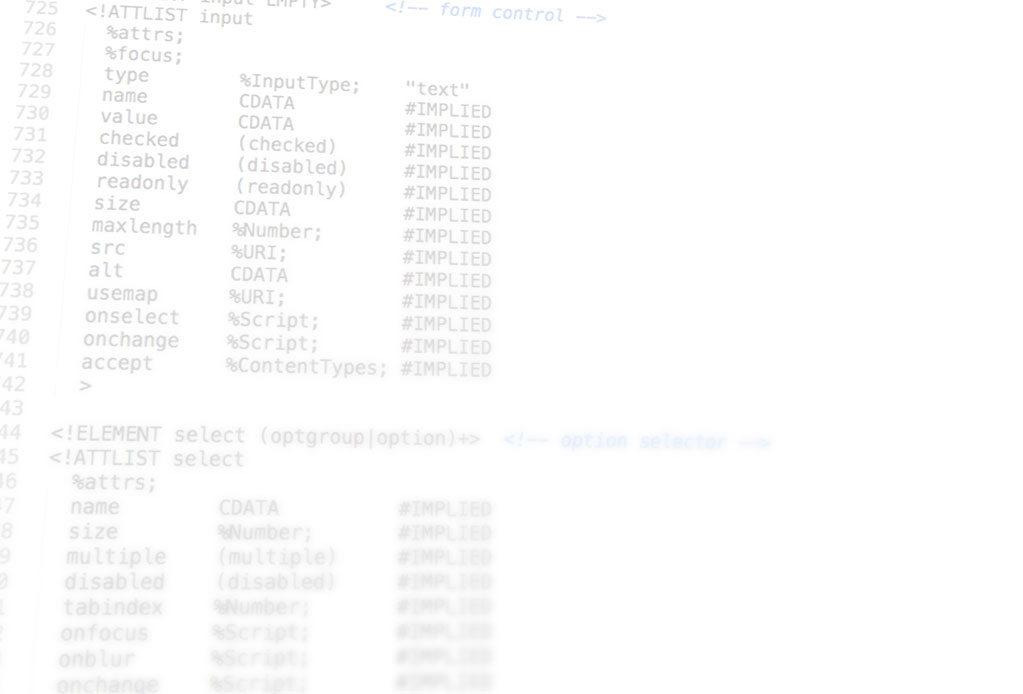 725 <!ATTLIST input <!-- form control -->
726 %attrs;
727 %focus;
728 type %InputType; "text"
729 name CDATA #IMPLIED
730 value CDATA #IMPLIED
731 checked (checked) #IMPLIED
732 disabled (disabled) #IMPLIED
733 readonly (readonly) #IMPLIED
734 size CDATA #IMPLIED
735 maxlength %Number; #IMPLIED
736 src %URI; #IMPLIED
737 alt CDATA #IMPLIED
738 usemap %URI; #IMPLIED
739 onselect %Script; #IMPLIED
740 onchange %Script; #IMPLIED
741 accept %ContentTypes; #IMPLIED
42 >
43
44 <!ELEMENT select (optgroup|option)+> <!-- option selector -->
45 <!ATTLIST select
46 %attrs;
47 name CDATA #IMPLIED
8 size %Number; #IMPLIED
9 multiple (multiple) #IMPLIED
0 disabled (disabled) #IMPLIED
tabindex %Number; #IMPLIED
onfocus %Script; #IMPLIED
onblur %Script; #IMPLIED
onchange %Script; #IMPLIED